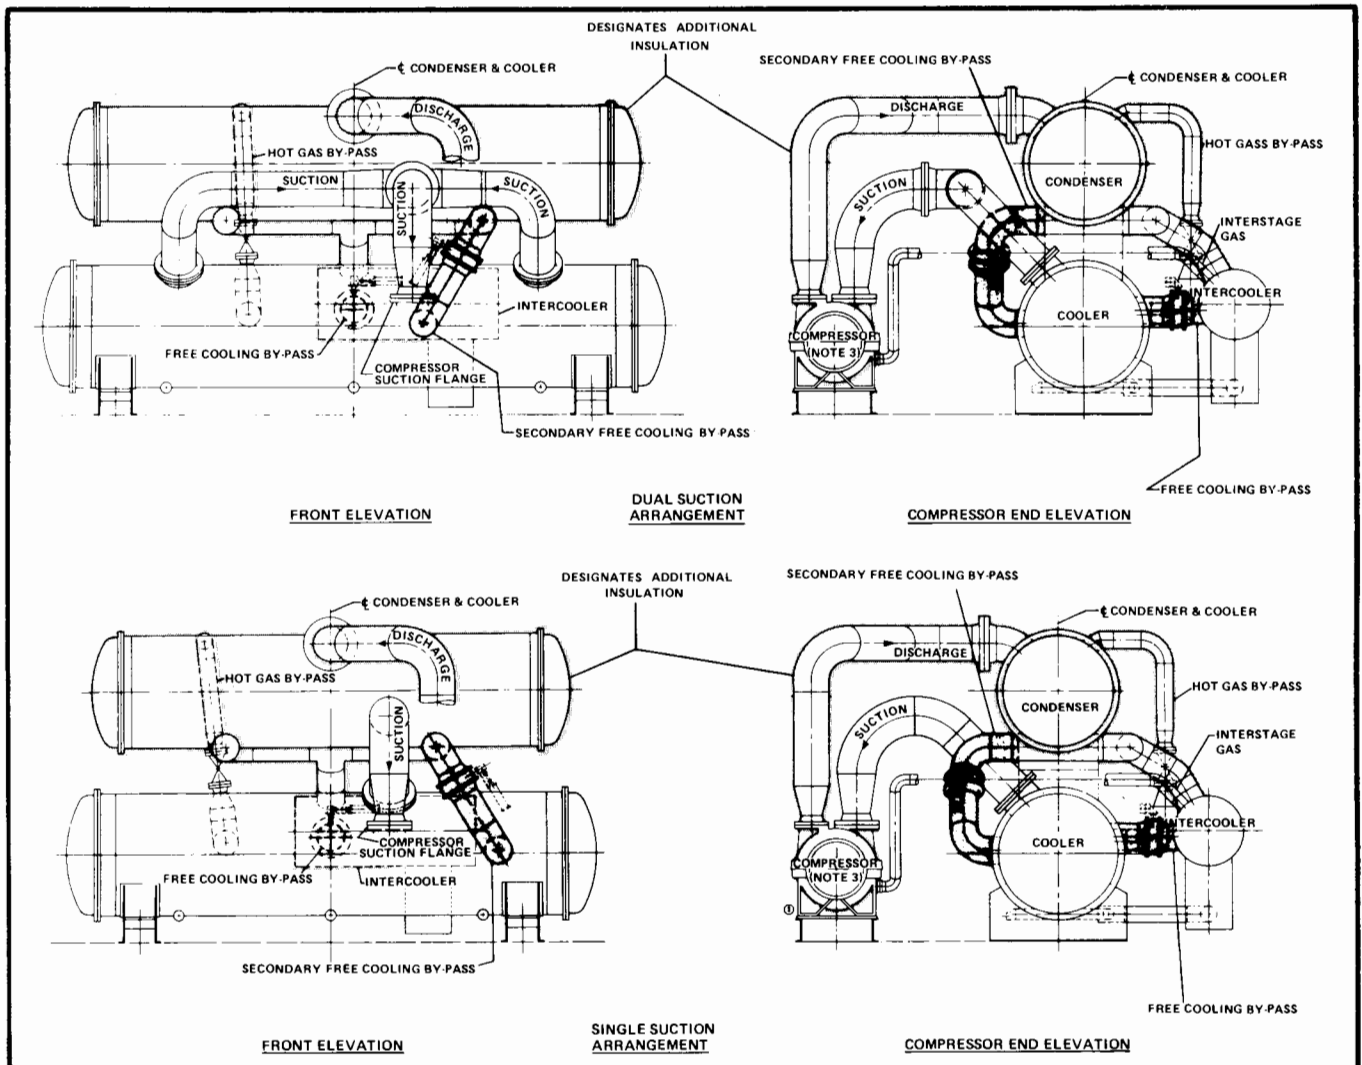 DESIGNATES ADDITIONAL
INSULATION
SECONDARY FREE COOLING BY-PASS
℄ CONDENSER & COOLER
℄ CONDENSER & COOLER
DISCHARGE
DISCHARGE
HOT GAS BY-PASS
HOT GASS BY-PASS
SUCTION
SUCTION
SUCTION
SUCTION
CONDENSER
INTERSTAGE
GAS
INTERCOOLER
INTERCOOLER
COOLER
COMPRESSOR
(NOTE 3)
FREE COOLING BY-PASS
COMPRESSOR
SUCTION FLANGE
SECONDARY FREE COOLING BY-PASS
FREE COOLING BY-PASS
FRONT ELEVATION
DUAL SUCTION
ARRANGEMENT
COMPRESSOR END ELEVATION
DESIGNATES ADDITIONAL
INSULATION
SECONDARY FREE COOLING BY-PASS
℄ CONDENSER & COOLER
℄ CONDENSER & COOLER
DISCHARGE
DISCHARGE
HOT GAS BY-PASS
HOT GAS BY-PASS
SUCTION
SUCTION
CONDENSER
INTERSTAGE
GAS
INTERCOOLER
COMPRESSOR
SUCTION FLANGE
COOLER
COMPRESSOR
(NOTE 3)
FREE COOLING BY-PASS
INTERCOOLER
SECONDARY FREE COOLING BY-PASS
FREE COOLING BY-PASS
FRONT ELEVATION
SINGLE SUCTION
ARRANGEMENT
COMPRESSOR END ELEVATION